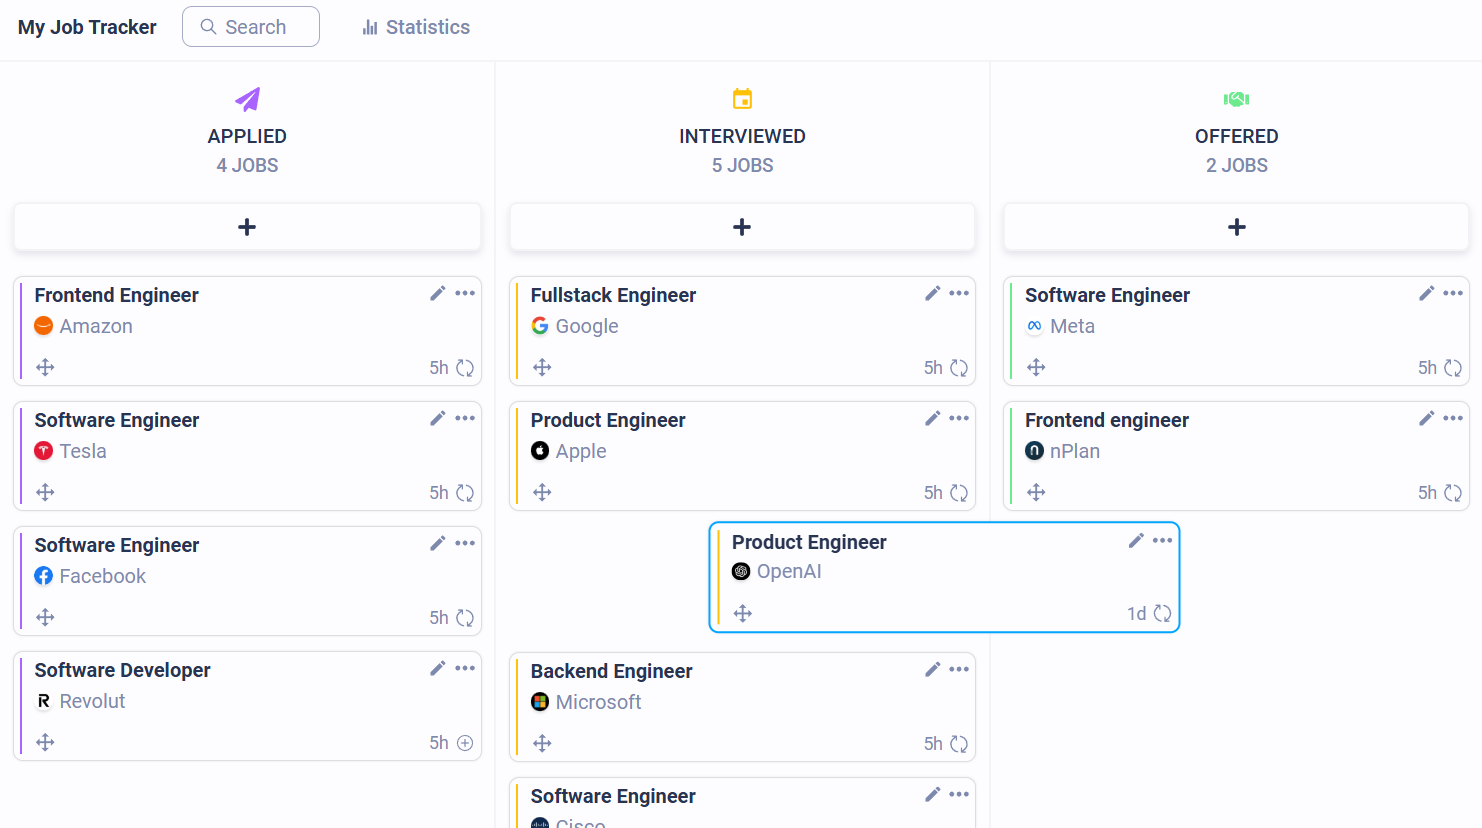 My Job Tracker
Search
Statistics
APPLIED
4 JOBS
INTERVIEWED
5 JOBS
OFFERED
2 JOBS
Frontend Engineer
Amazon
5h
Software Engineer
Tesla
5h
Software Engineer
Facebook
5h
Software Developer
Revolut
5h
Fullstack Engineer
Google
5h
Product Engineer
Apple
5h
Product Engineer
OpenAI
1d
Backend Engineer
Microsoft
5h
Software Engineer
Cisco
Software Engineer
Meta
5h
Frontend engineer
nPlan
5h